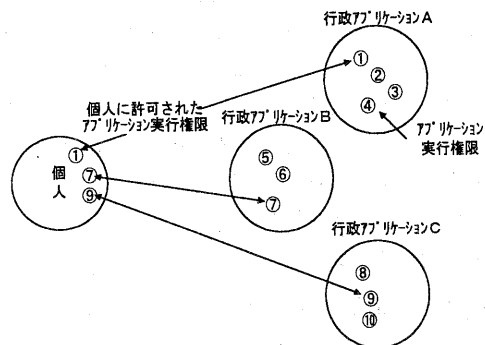 行政ｱﾌﾟﾘｹｰｼｮﾝA
①
②
③
④
個人に許可された
ｱﾌﾟﾘｹｰｼｮﾝ実行権限
ｱﾌﾟﾘｹｰｼｮﾝ
実行権限
行政ｱﾌﾟﾘｹｰｼｮﾝB
⑤
⑥
⑦
個
人
①
⑦
⑨
行政ｱﾌﾟﾘｹｰｼｮﾝC
⑧
⑨
⑩